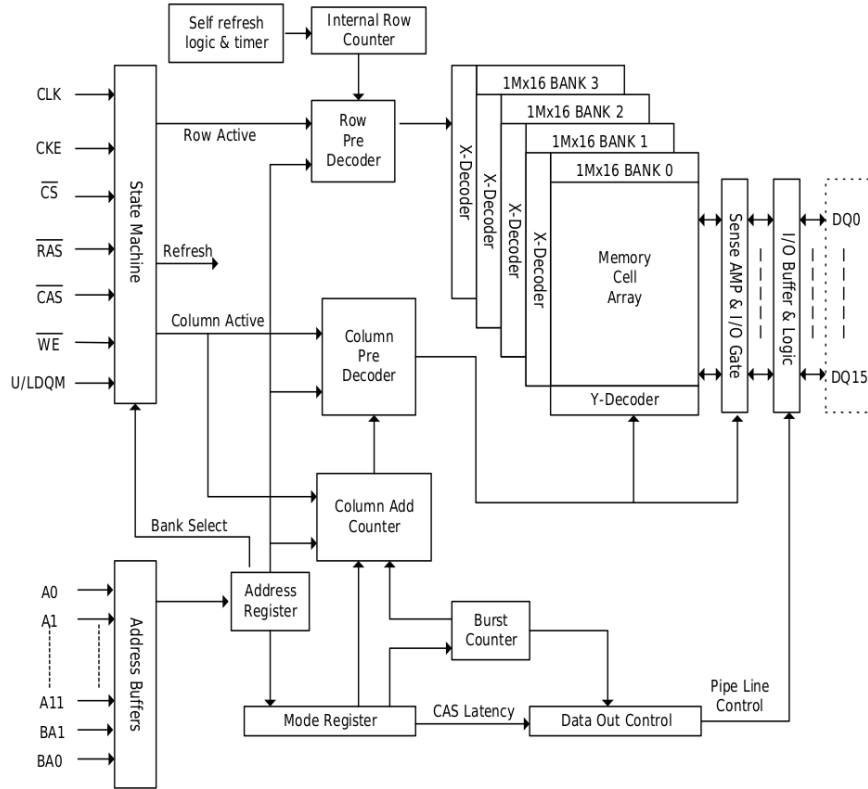 Self refresh
logic & timer
Internal Row
Counter
CLK
CKE
CS
RAS
CAS
WE
U/LDQM
State Machine
Row Active
Refresh
Column Active
Row
Pre
Decoder
Column
Pre
Decoder
Column Add
Counter
X-Decoder
X-Decoder
X-Decoder
X-Decoder
1Mx16 BANK 3
1Mx16 BANK 2
1Mx16 BANK 1
1Mx16 BANK 0
Memory
Cell
Array
Y-Decoder
Sense AMP & I/O Gate
I/O Buffer & Logic
DQ0
DQ15
Bank Select
A0
A1
A11
BA1
BA0
Address Buffers
Address
Register
Burst
Counter
Mode Register
CAS Latency
Data Out Control
Pipe Line
Control